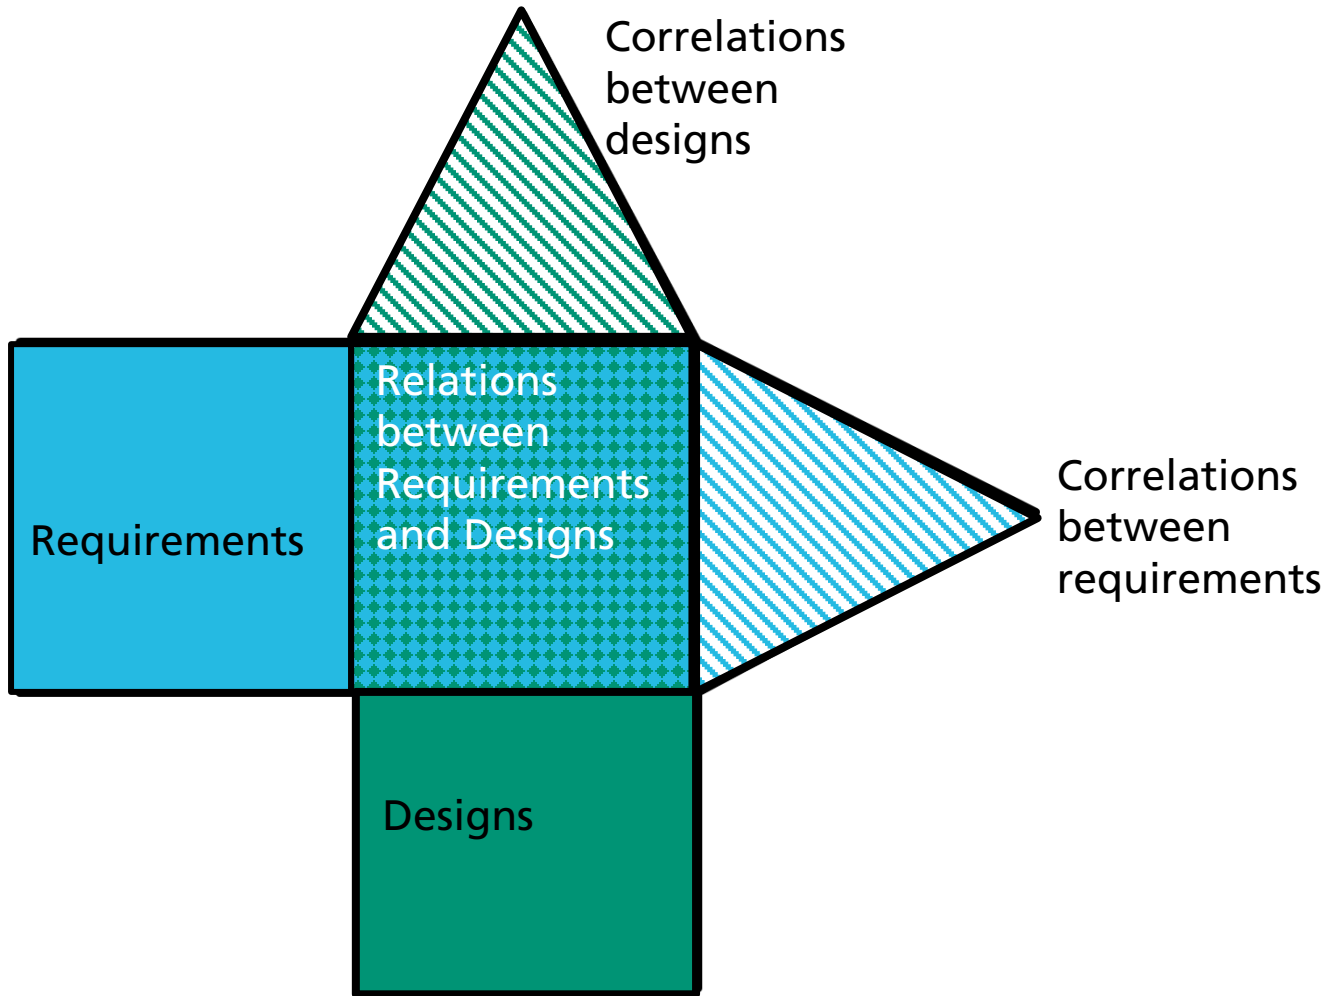 Correlations
between
designs
Relations
between
Requirements
and Designs
Requirements
Correlations
between
requirements
Designs